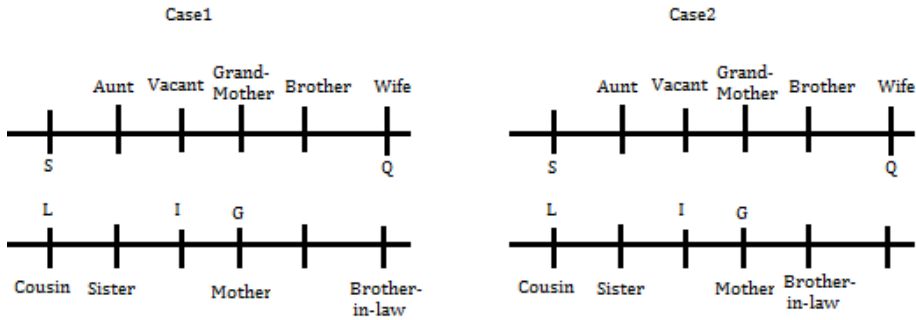 Case1
Case2
Aunt Vacant Grand-Mother Brother Wife
S Q
L I G
Cousin Sister Mother Brother-in-law
Aunt Vacant Grand-Mother Brother Wife
S Q
L I G
Cousin Sister Mother Brother-in-law